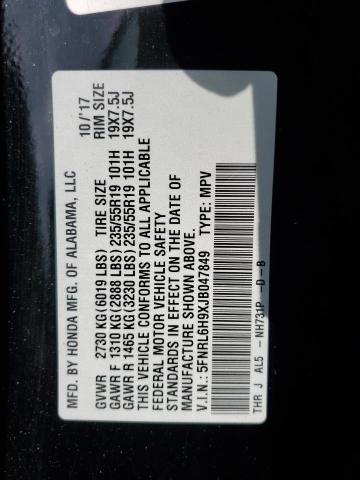 MFD. BY HONDA MFG. OF ALABAMA, LLC 10/'17
GVWR 2730 KG (6019 LBS) TIRE SIZE RIM SIZE
GAWR F 1310 KG (2888 LBS) 235/55R19 101H 19X7.5J
GAWR R 1465 KG (3230 LBS) 235/55R19 101H 19X7.5J
THIS VEHICLE CONFORMS TO ALL APPLICABLE
FEDERAL MOTOR VEHICLE SAFETY
STANDARDS IN EFFECT ON THE DATE OF
MANUFACTURE SHOWN ABOVE.
V.I.N.: 5FNRL6H9XJB047849 TYPE: MPV
THR J AL5 - NH731P -D-B